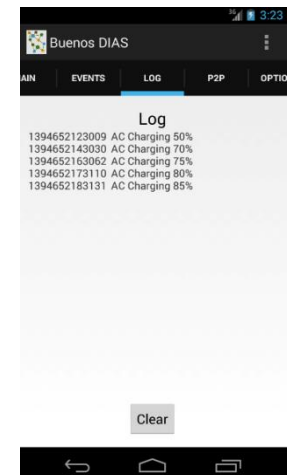 3G 3:23
Buenos DIAS
AIN EVENTS LOG P2P OPTIO
Log
1394652123009 AC Charging 50%
1394652143030 AC Charging 70%
1394652163062 AC Charging 75%
1394652173110 AC Charging 80%
1394652183131 AC Charging 85%
Clear